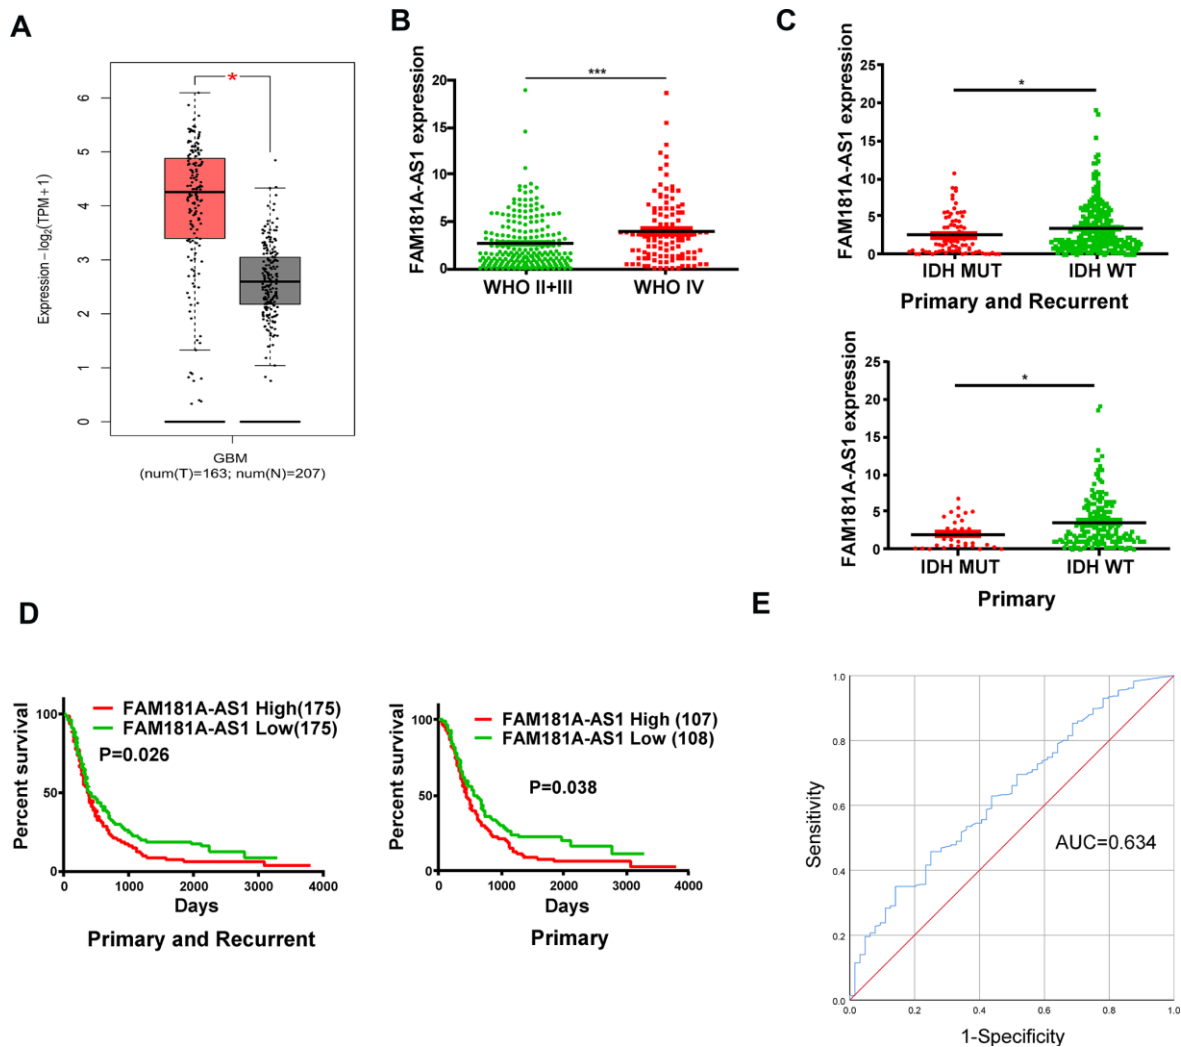 A
*
Expression − log2(TPM + 1)
6
5
4
3
2
1
0
GBM
(num(T)=163; num(N)=207)
B
***
FAM181A-AS1 expression
20
15
10
5
0
WHO II+III
WHO IV
C
*
FAM181A-AS1 expression
25
20
15
10
5
0
IDH MUT
IDH WT
Primary and Recurrent
*
FAM181A-AS1 expression
25
20
15
10
5
0
IDH MUT
IDH WT
Primary
D
FAM181A-AS1 High(175)
FAM181A-AS1 Low(175)
P=0.026
Percent survival
100
50
0
0 1000 2000 3000 4000
Days
Primary and Recurrent
FAM181A-AS1 High (107)
FAM181A-AS1 Low (108)
P=0.038
Percent survival
100
50
0
0 1000 2000 3000 4000
Days
Primary
E
Sensitivity
1.0
0.8
0.6
0.4
0.2
0.0
AUC=0.634
0.0 0.2 0.4 0.6 0.8 1.0
1-Specificity